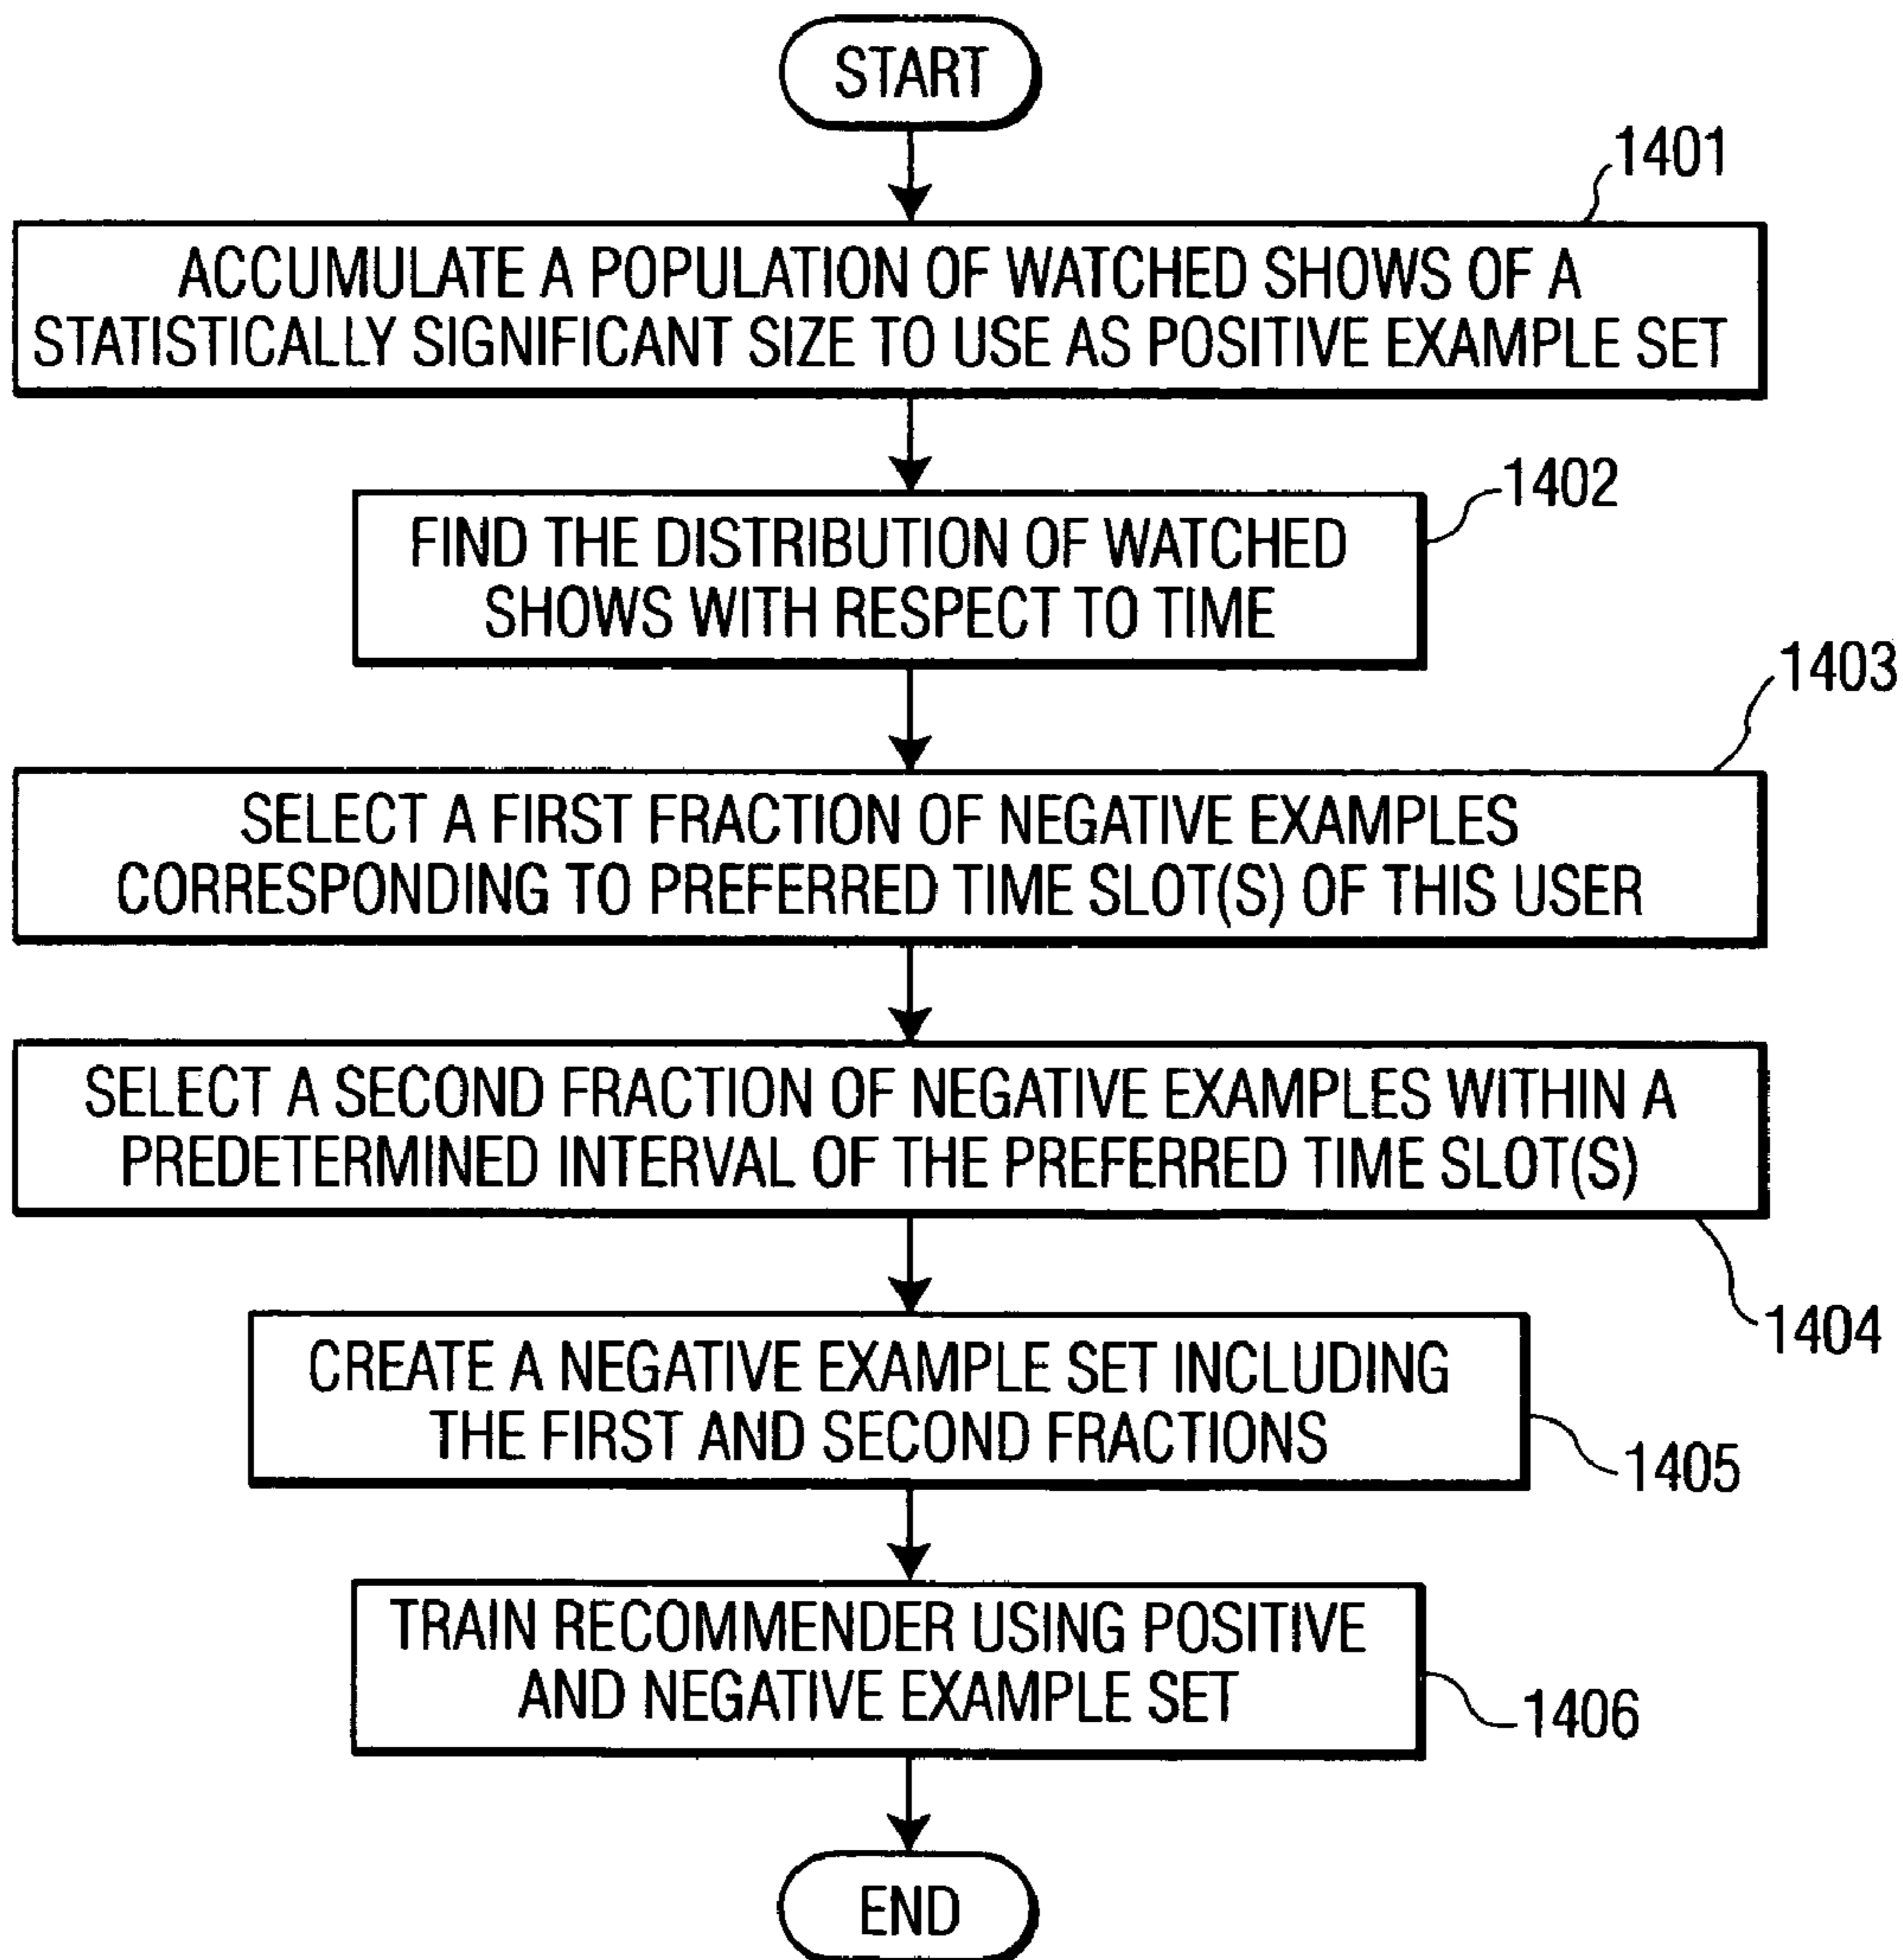 START
1401
ACCUMULATE A POPULATION OF WATCHED SHOWS OF A
STATISTICALLY SIGNIFICANT SIZE TO USE AS POSITIVE EXAMPLE SET
1402
FIND THE DISTRIBUTION OF WATCHED
SHOWS WITH RESPECT TO TIME
1403
SELECT A FIRST FRACTION OF NEGATIVE EXAMPLES
CORRESPONDING TO PREFERRED TIME SLOT(S) OF THIS USER
SELECT A SECOND FRACTION OF NEGATIVE EXAMPLES WITHIN A
PREDETERMINED INTERVAL OF THE PREFERRED TIME SLOT(S)
1404
CREATE A NEGATIVE EXAMPLE SET INCLUDING
THE FIRST AND SECOND FRACTIONS
1405
TRAIN RECOMMENDER USING POSITIVE
AND NEGATIVE EXAMPLE SET
1406
END